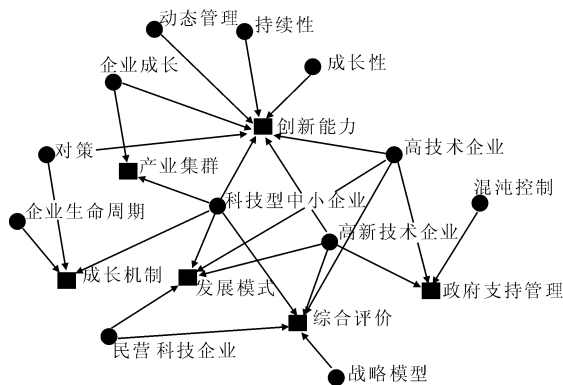 动态管理
持续性
企业成长
成长性
创新能力
对策
产业集群
高技术企业
混沌控制
企业生命周期
科技型中小企业
高新技术企业
成长机制
发展模式
政府支持管理
综合评价
民营科技企业
战略模型